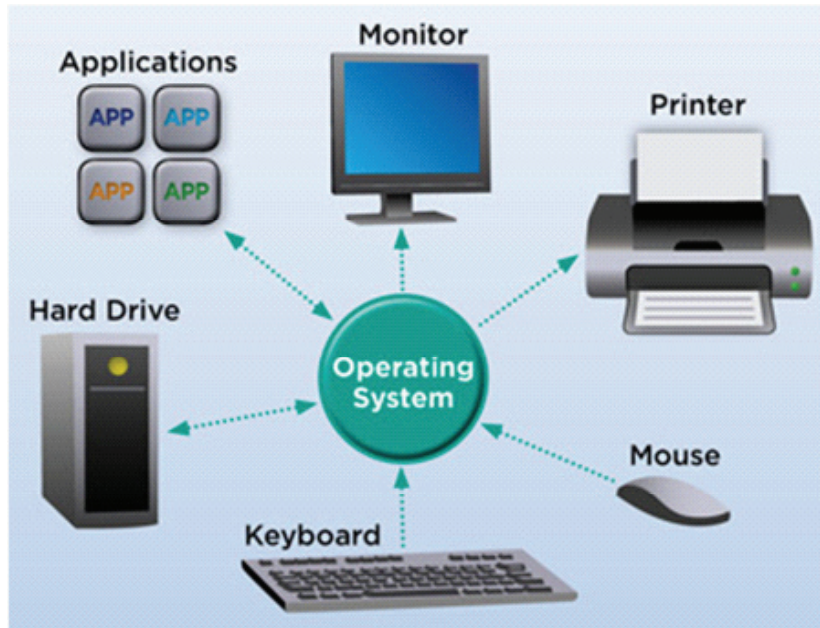 Monitor
Applications
APP APP
APP APP
Printer
Hard Drive
Operating
System
Mouse
Keyboard